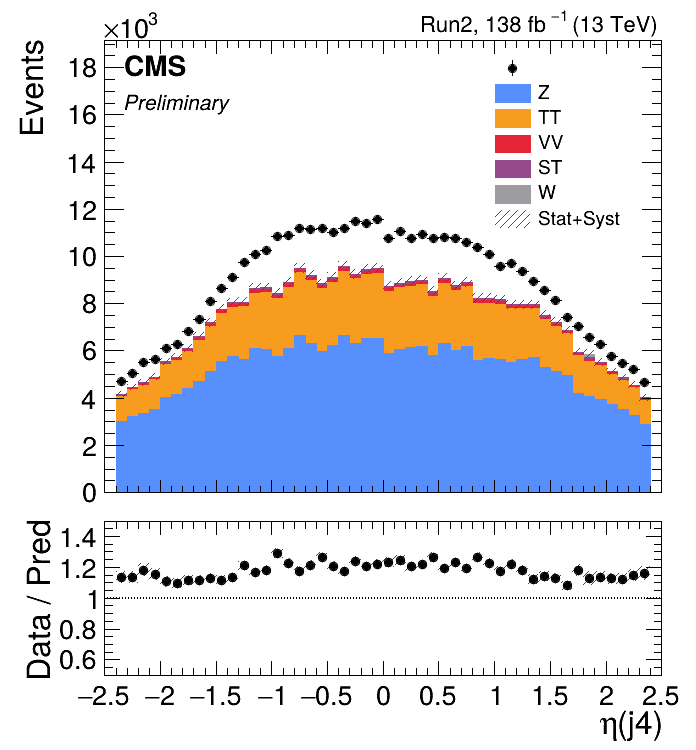 ×10³
Run2, 138 fb⁻¹ (13 TeV)
Events
CMS
Preliminary
Z
TT
VV
ST
W
Stat+Syst
18
16
14
12
10
8
6
4
2
0
Data / Pred
1.4
1.2
1
0.8
0.6
−2.5 −2 −1.5 −1 −0.5 0 0.5 1 1.5 2 2.5
η(j4)